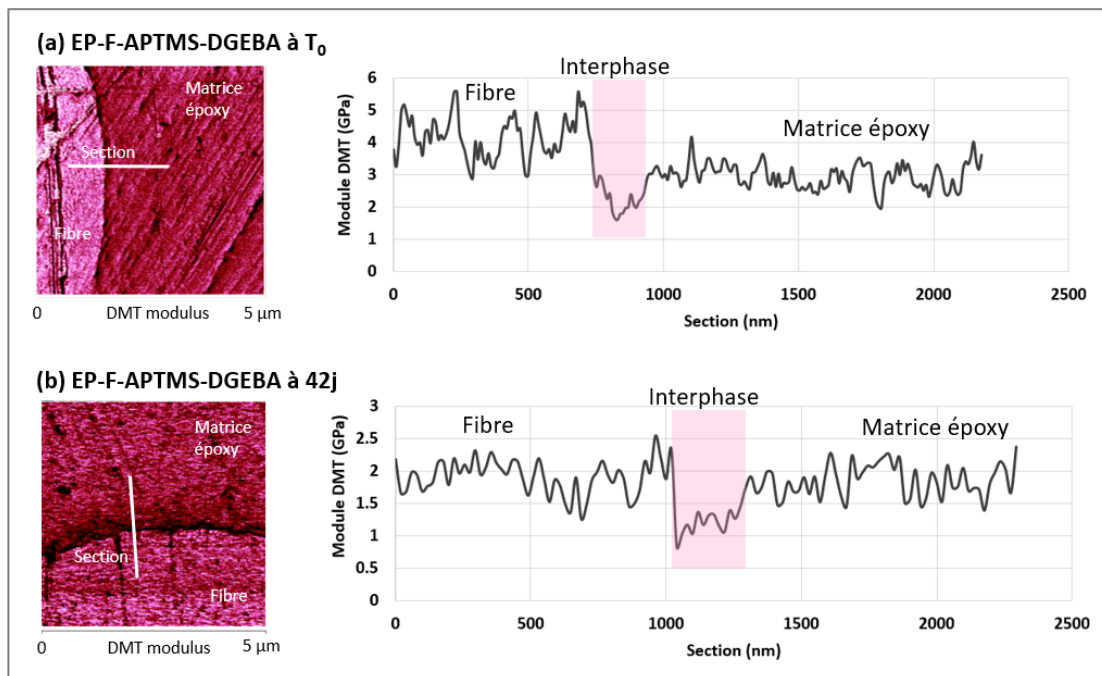 (a) EP-F-APTMS-DGEBA à T0
Matrice
époxy
Section
Fibre
0 DMT modulus 5 µm
Interphase
Fibre
Matrice époxy
Module DMT (GPa)
6
5
4
3
2
1
0
0 500 1000 1500 2000 2500
Section (nm)
(b) EP-F-APTMS-DGEBA à 42j
Matrice
époxy
Section
Fibre
0 DMT modulus 5 µm
Interphase
Fibre
Matrice époxy
Module DMT (GPa)
3
2.5
2
1.5
1
0.5
0
0 500 1000 1500 2000 2500
Section (nm)